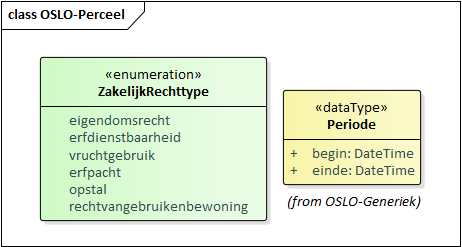 class OSLO-Perceel
«enumeration»
ZakelijkRechttype
eigendomsrecht
erfdienstbaarheid
vruchtgebruik
erfpacht
opstal
rechtvangebruikenbewoning
«dataType»
Periode
+ begin: DateTime
+ einde: DateTime
(from OSLO-Generiek)